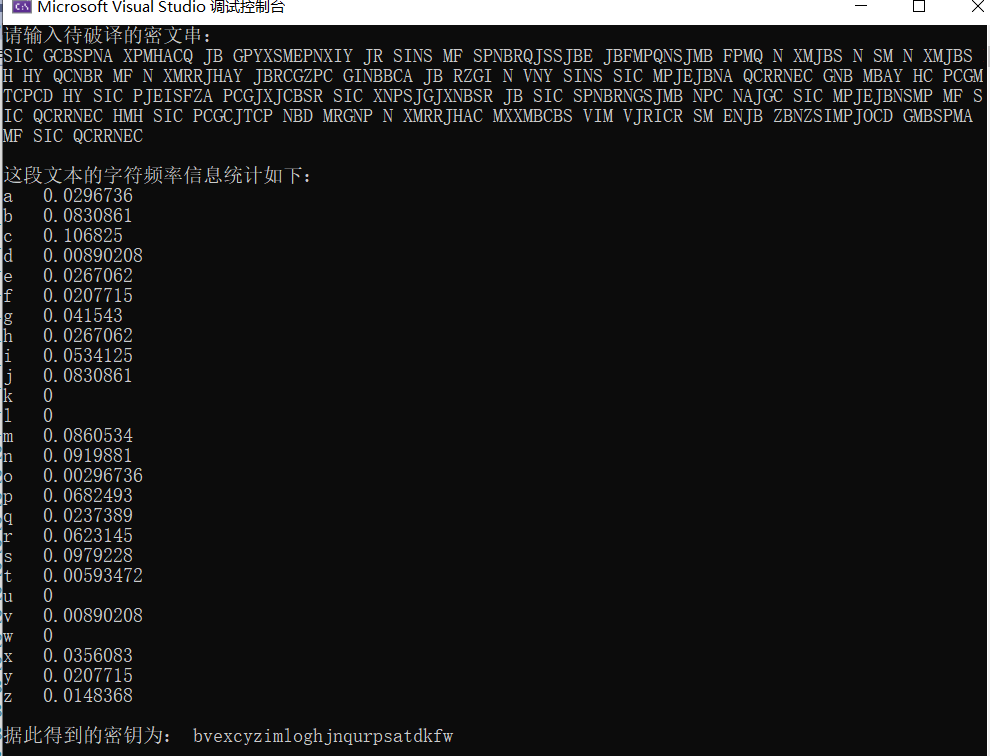 Microsoft Visual Studio 调试控制台
请输入待破译的密文串:
SIC GCBSPNA XPMHACQ JB GPYXSMEPNXIY JR SINS MF SPNBRQJSSJBE JBFMPQNSJMB FPMQ N XMJBS N SM N XMJBS
H HY QCNBR MF N XMRRJHAY JBRCGZPC GINBBCA JB RZGI N VNY SINS SIC MPJEJBNA QCRRNEC GNB MBAY HC PCGM
TCPCD HY SIC PJEISFZA PCGJXJCBSR SIC XNPSJGJXNBSR JB SIC SPNBRNGSJMB NPC NAJGC SIC MPJEJBNSMP MF S
IC QCRRNEC HMH SIC PCGCJTCP NBD MRGNP N XMRRJHAC MXXMBCBS VIM VJRICR SM ENJB ZBNZSIMPJOCD GMBSPMA
MF SIC QCRRNEC
这段文本的字符频率信息统计如下:
a 0.0296736
b 0.0830861
c 0.106825
d 0.00890208
e 0.0267062
f 0.0207715
g 0.041543
h 0.0267062
i 0.0534125
j 0.0830861
k 0
l 0
m 0.0860534
n 0.0919881
o 0.00296736
p 0.0682493
q 0.0237389
r 0.0623145
s 0.0979228
t 0.00593472
u 0
v 0.00890208
w 0
x 0.0356083
y 0.0207715
z 0.0148368
据此得到的密钥为: bvexcyzimloghjnqurpsatdkfw